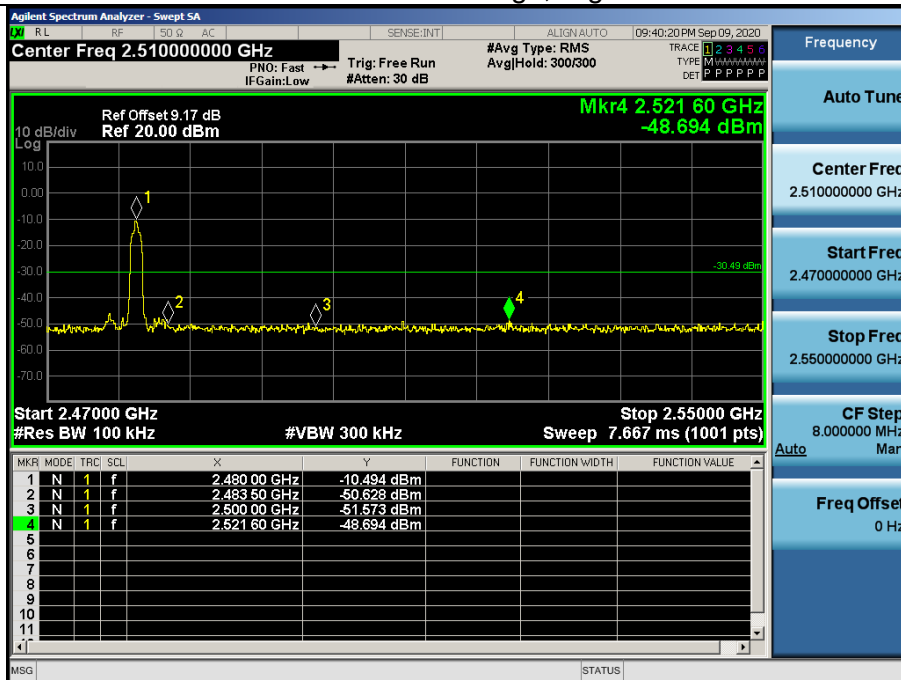 Agilent Spectrum Analyzer - Swept SA
LXI RL RF 50 Ω AC SENSE:INT ALIGN AUTO 09:40:20 PM Sep 09, 2020
Center Freq 2.510000000 GHz
PNO: Fast
IFGain:Low
Trig: Free Run
#Atten: 30 dB
#Avg Type: RMS
Avg|Hold: 300/300
TRACE 1 2 3 4 5 6
TYPE M WWWWW
DET P P P P P P
Mkr4 2.521 60 GHz
-48.694 dBm
Ref Offset 9.17 dB
10 dB/div Ref 20.00 dBm
Log
10.0
0.00
-10.0
-20.0
-30.0
-40.0
-50.0
-60.0
-70.0
1
2
3
4
-30.49 dBm
Start 2.47000 GHz Stop 2.55000 GHz
#Res BW 100 kHz #VBW 300 kHz Sweep 7.667 ms (1001 pts)
MKR MODE TRC SCL X Y FUNCTION FUNCTION WIDTH FUNCTION VALUE
1 N 1 f 2.480 00 GHz -10.494 dBm
2 N 1 f 2.483 50 GHz -50.628 dBm
3 N 1 f 2.500 00 GHz -51.573 dBm
4 N 1 f 2.521 60 GHz -48.694 dBm
5
6
7
8
9
10
11
MSG STATUS
Frequency
Auto Tune
Center Freq
2.510000000 GHz
Start Freq
2.470000000 GHz
Stop Freq
2.550000000 GHz
CF Step
8.000000 MHz
Auto Man
Freq Offset
0 Hz